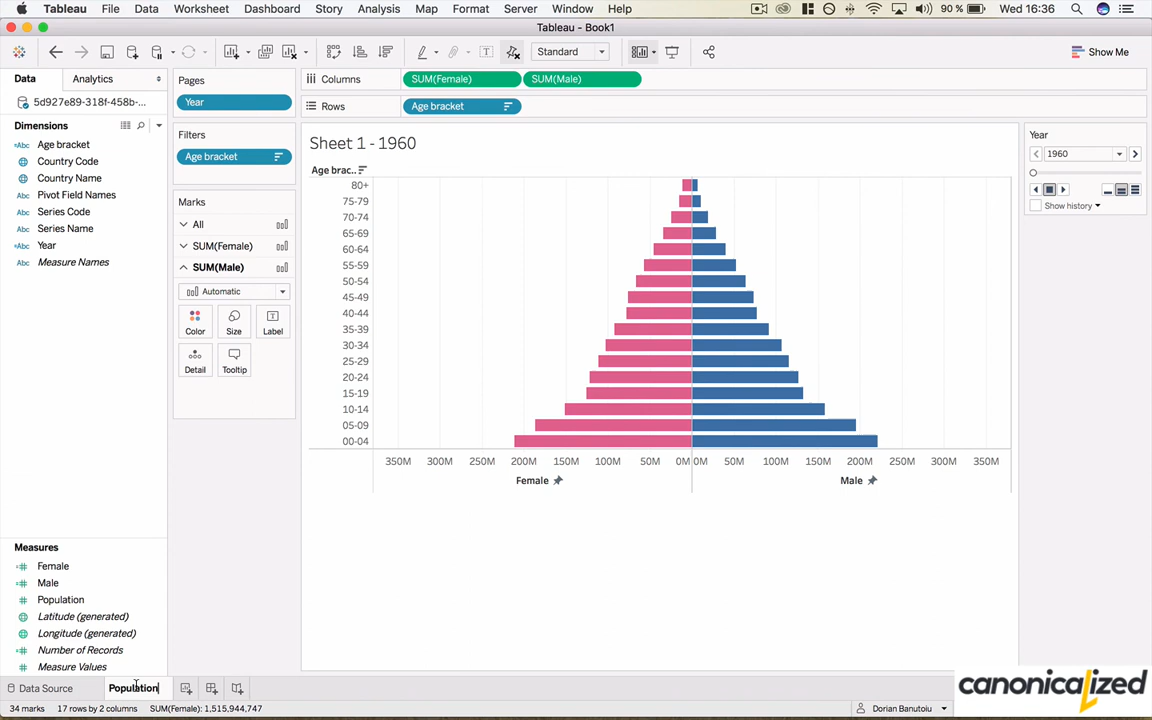 Tableau File Data Worksheet Dashboard Story Analysis Map Format Server Window Help 90 % Wed 16:36
Tableau - Book1
Standard Show Me
Data Analytics
5d927e89-318f-458b-...
Dimensions
Age bracket
Country Code
Country Name
Pivot Field Names
Series Code
Series Name
Year
Measure Names
Measures
Female
Male
Population
Latitude (generated)
Longitude (generated)
Number of Records
Measure Values
Pages
Year
Filters
Age bracket
Marks
All
SUM(Female)
SUM(Male)
Automatic
Color Size Label
Detail Tooltip
Columns SUM(Female) SUM(Male)
Rows Age bracket
Sheet 1 - 1960
Age brac..
80+
75-79
70-74
65-69
60-64
55-59
50-54
45-49
40-44
35-39
30-34
25-29
20-24
15-19
10-14
05-09
00-04
350M 300M 250M 200M 150M 100M 50M 0M 0M 50M 100M 150M 200M 250M 300M 350M
Female Male
Year
1960
Show history
Data Source Population
34 marks 17 rows by 2 columns SUM(Female): 1,515,944,747 Dorian Banutoiu
canonicalized